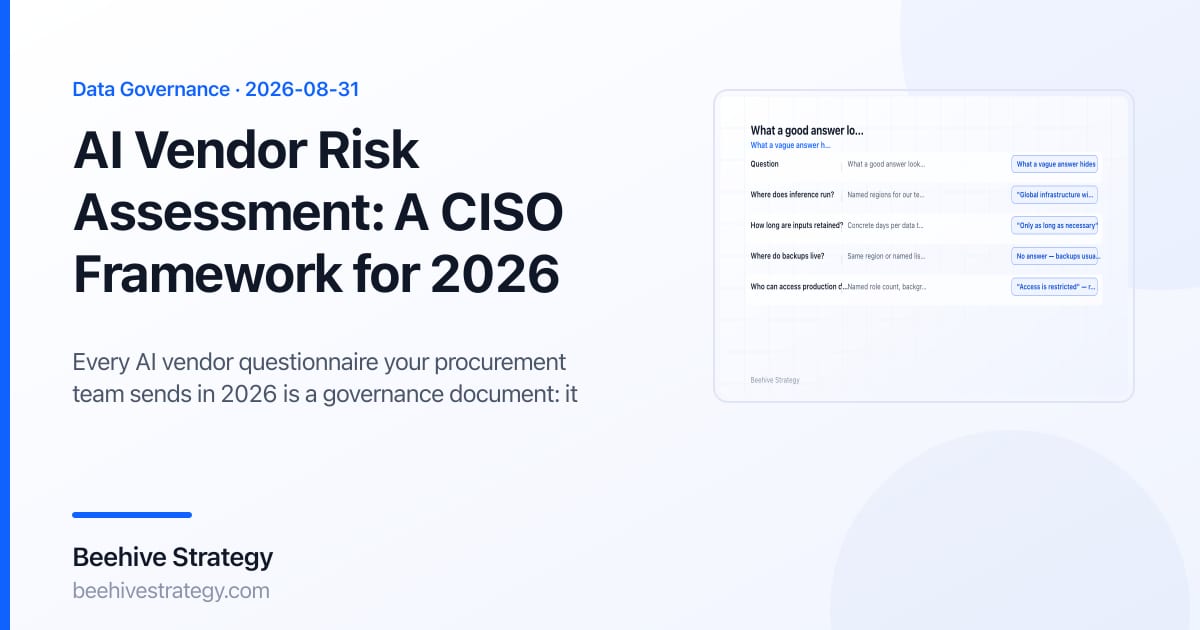 Data Governance · 2026-08-31
AI Vendor Risk
Assessment: A CISO
Framework for 2026
Every AI vendor questionnaire your procurement
team sends in 2026 is a governance document: it
Beehive Strategy
beehivestrategy.com
What a good answer lo...
What a vague answer h...
Question What a good answer look... What a vague answer hides
Where does inference run? Named regions for our te... "Global infrastructure wi...
How long are inputs retained? Concrete days per data t... "Only as long as necessary"
Where do backups live? Same region or named lis... No answer — backups usua...
Who can access production d'... Named role count, backgr... "Access is restricted" — r...
Beehive Strategy